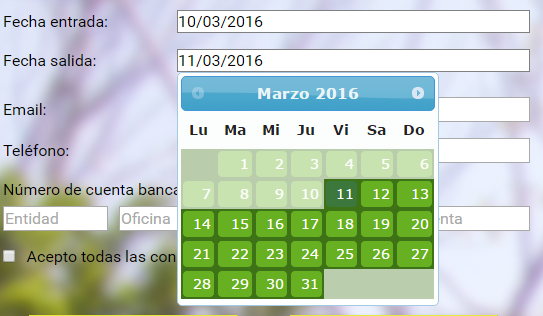 Fecha entrada: 10/03/2016
Fecha salida: 11/03/2016
Marzo 2016
Email:
Lu Ma Mi Ju Vi Sa Do
Teléfono:
1 2 3 4 5 6
7 8 9 10 11 12 13
Número de cuenta banca
14 15 16 17 18 19 20
Entidad Oficina enta
21 22 23 24 25 26 27
Acepto todas las con
28 29 30 31